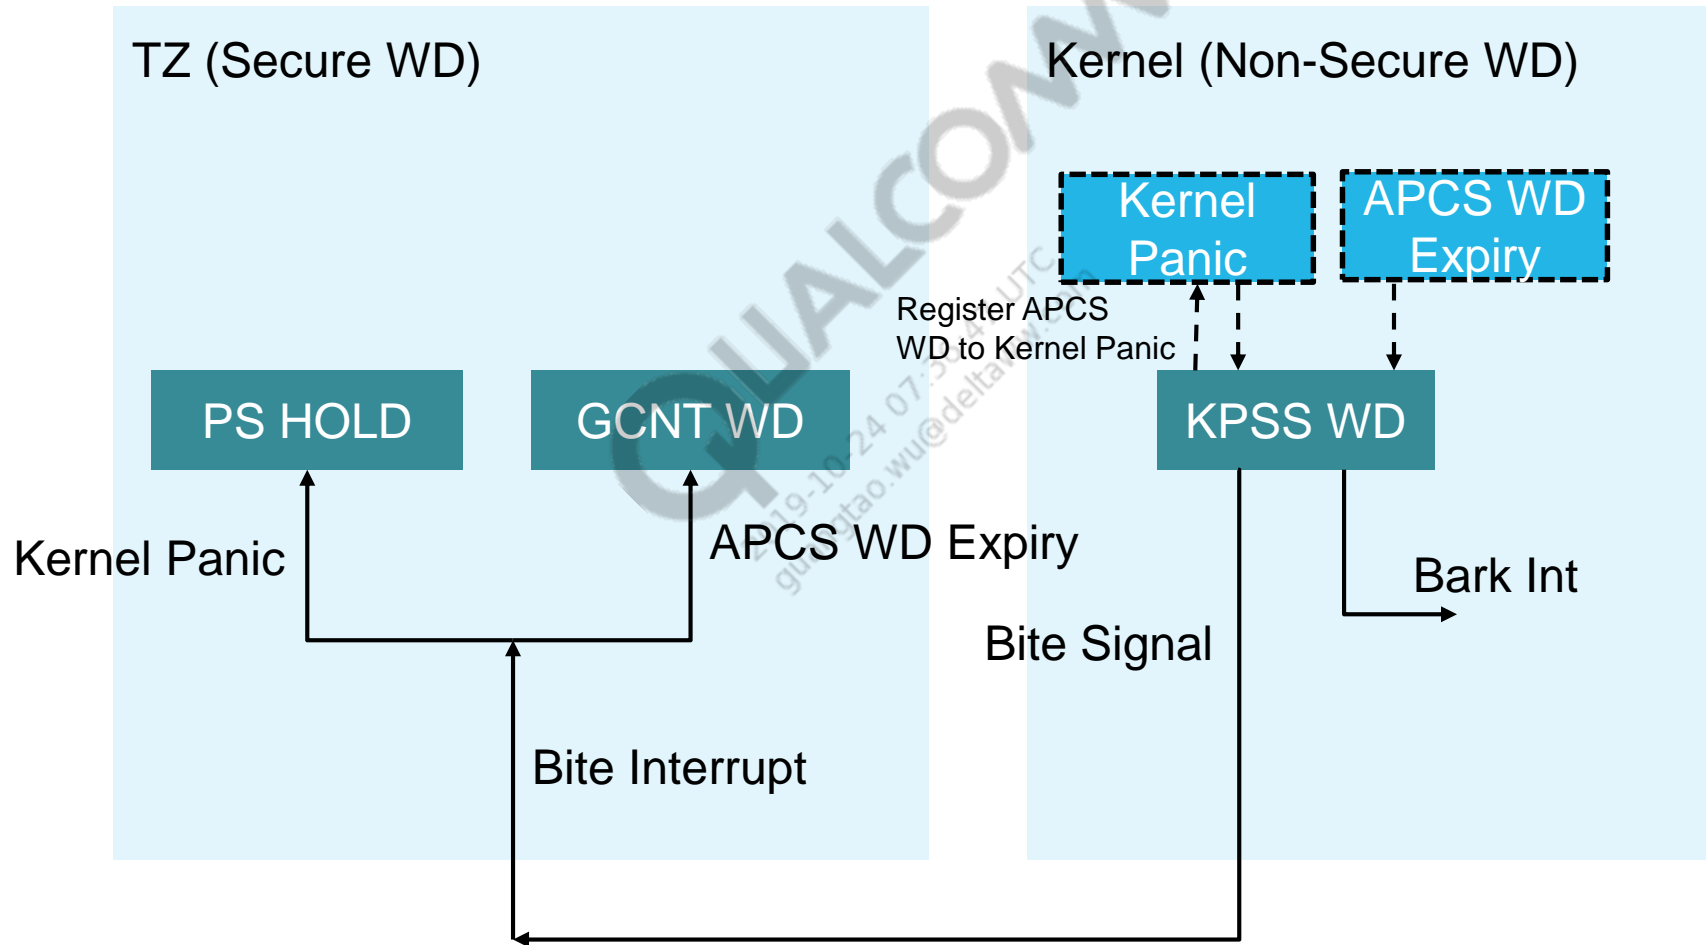 TZ (Secure WD)
Kernel (Non-Secure WD)
QUALCOMM
Kernel
Panic
APCS WD
Expiry
Register APCS
WD to Kernel Panic
PS HOLD
GCNT WD
KPSS WD
Kernel Panic
APCS WD Expiry
Bark Int
Bite Signal
Bite Interrupt